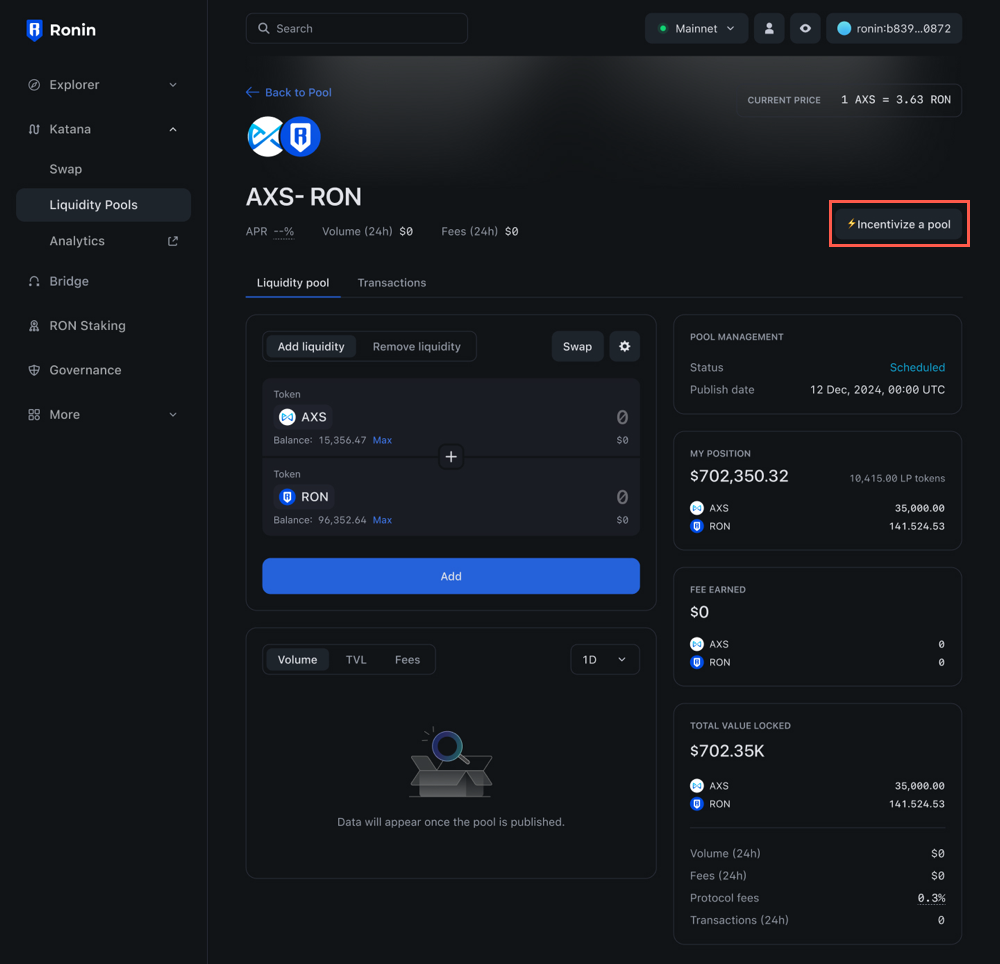 Ronin
Search
Mainnet
ronin:b839...0872
Explorer
Katana
Swap
Liquidity Pools
Analytics
Bridge
RON Staking
Governance
More
Back to Pool
CURRENT PRICE 1 AXS = 3.63 RON
AXS- RON
APR --% Volume (24h) $0 Fees (24h) $0
⚡Incentivize a pool
Liquidity pool Transactions
Add liquidity Remove liquidity Swap
Token
AXS 0
Balance: 15,356.47 Max $0
+
Token
RON 0
Balance: 96,352.64 Max $0
Add
Volume TVL Fees 1D
Data will appear once the pool is published.
POOL MANAGEMENT
Status Scheduled
Publish date 12 Dec, 2024, 00:00 UTC
MY POSITION
$702,350.32 10,415.00 LP tokens
AXS 35,000.00
RON 141.524.53
FEE EARNED
$0
AXS 0
RON 0
TOTAL VALUE LOCKED
$702.35K
AXS 35,000.00
RON 141.524.53
Volume (24h) $0
Fees (24h) $0
Protocol fees 0.3%
Transactions (24h) 0